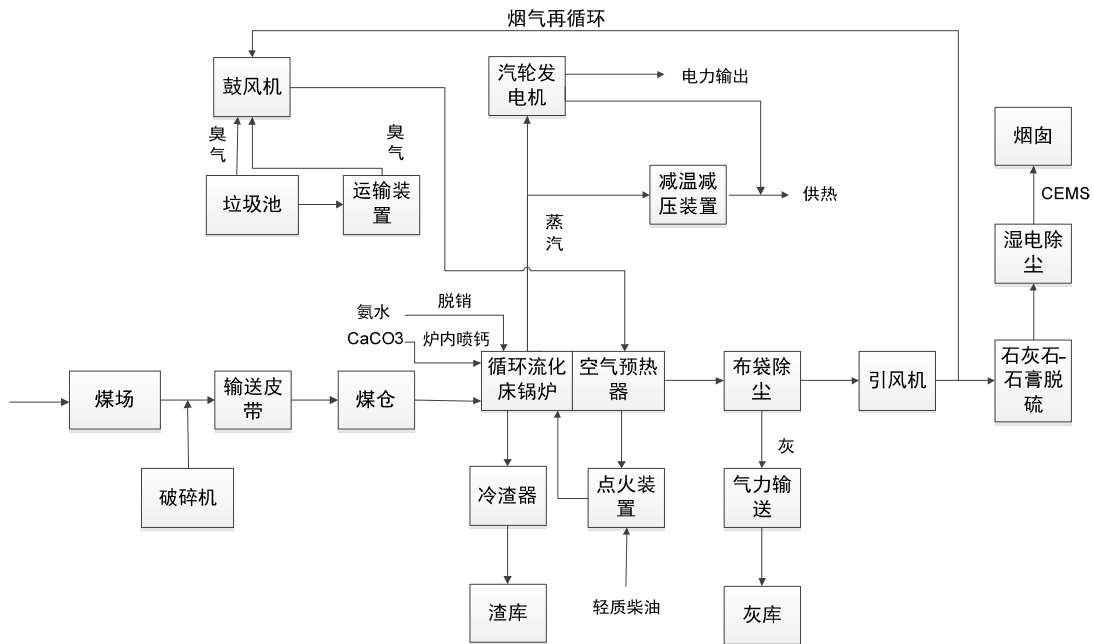 烟气再循环
鼓风机
汽轮发
电机
电力输出
烟囱
臭
气
臭
气
垃圾池
运输装
置
减温减
压装置
供热
CEMS
蒸
汽
湿电除
尘
氨水
脱销
CaCO3
炉内喷钙
循环流化
床锅炉
空气预热
器
布袋除
尘
引风机
石灰石-
石膏脱
硫
煤场
输送皮
带
煤仓
灰
破碎机
冷渣器
点火装
置
气力输
送
渣库
轻质柴油
灰库